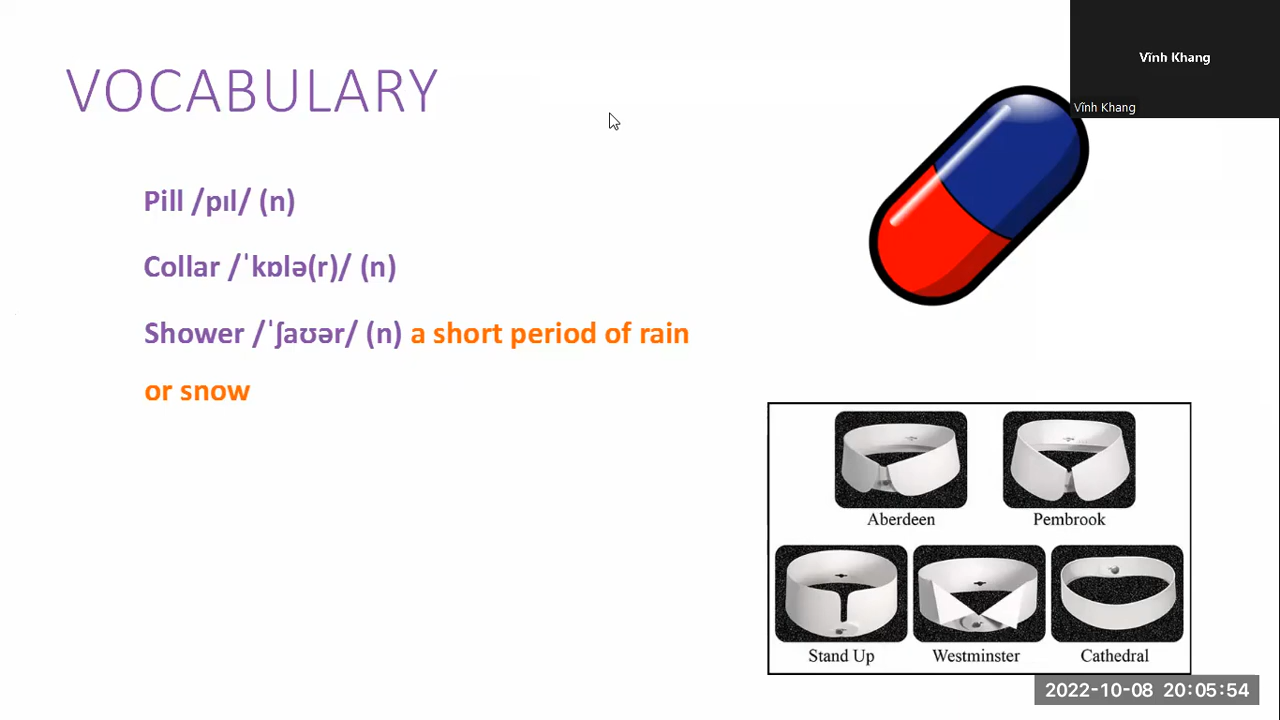 Vĩnh Khang
Vĩnh Khang
VOCABULARY
Pill /pɪl/ (n)
Collar /ˈkɒlə(r)/ (n)
Shower /ˈʃaʊər/ (n) a short period of rain
or snow
Aberdeen
Pembrook
Stand Up
Westminster
Cathedral
2022-10-08 20:05:54